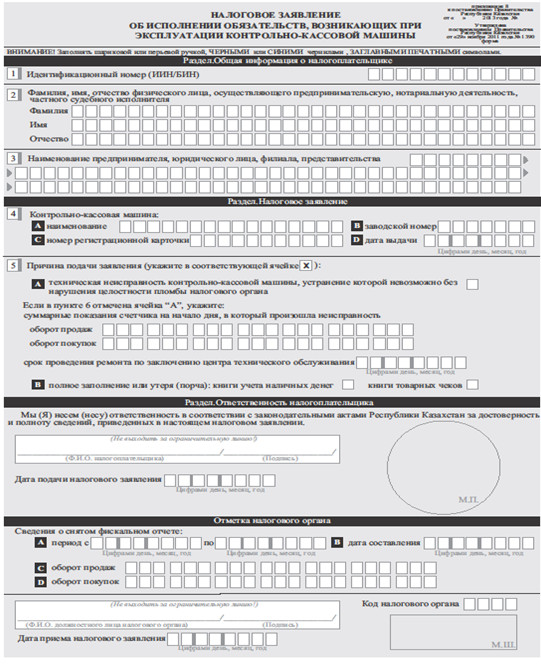 приложение 8
к постановлению Правительства
Республики Казахстан
от « » 2013 года №
Утверждено
постановлением Правительства
Республики Казахстан
от «29» ноября 2011 года № 1390
форма
НАЛОГОВОЕ ЗАЯВЛЕНИЕ
ОБ ИСПОЛНЕНИИ ОБЯЗАТЕЛЬСТВ, ВОЗНИКАЮЩИХ ПРИ
ЭКСПЛУАТАЦИИ КОНТРОЛЬНО-КАССОВОЙ МАШИНЫ
ВНИМАНИЕ! Заполнять шариковой или перьевой ручкой, ЧЕРНЫМИ или СИНИМИ чернилами , ЗАГЛАВНЫМИ ПЕЧАТНЫМИ символами.
Раздел.Общая информация о налогоплательщике
1 Идентификационный номер (ИИН/БИН)
2 Фамилия, имя, отчество физического лица, осуществляющего предпринимательскую, нотариальную деятельность,
частного судебного исполнителя
Фамилия
Имя
Отчество
3 Наименование предпринимателя, юридического лица, филиала, представительства
Раздел.Налоговое заявление
4 Контрольно-кассовая машина:
A наименование B заводской номер
C номер регистрационной карточки D дата выдачи
Цифрами день, месяц, год
5 Причина подачи заявления (укажите в соответствующей ячейке X ):
A техническая неисправность контрольно-кассовой машины, устранение которой невозможно без
нарушения целостности пломбы налогового органа
Если в пункте 6 отмечена ячейка “А”, укажите:
суммарные показания счетчика на начало дня, в который произошла неисправность
оборот продаж
оборот покупок
срок проведения ремонта по заключению центра технического обслуживания
Цифрами день, месяц, год
B полное заполнение или утеря (порча): книги учета наличных денег книги товарных чеков
Раздел.Ответственность налогоплательщика
Мы (Я) несем (несу) ответственность в соответствии с законодательными актами Республики Казахстан за достоверность
и полноту сведений, приведенных в настоящем налоговом заявлении.
(Не выходить за ограничительную линию!)
/ /
(Ф.И.О. налогоплательщика) (Подпись)
Дата подачи налогового заявления
Цифрами день, месяц, год
М.П.
Отметка налогового органа
Сведения о снятом фискальном отчете:
A период с по B дата составления
Цифрами день, месяц, год Цифрами день, месяц, год Цифрами день, месяц, год
C оборот продаж
D оборот покупок
(Не выходить за ограничительную линию!)
/ /
(Ф.И.О. должностного лица налогового органа) (Подпись)
Код налогового органа
Дата приема налогового заявления
Цифрами день, месяц, год
М.Ш.